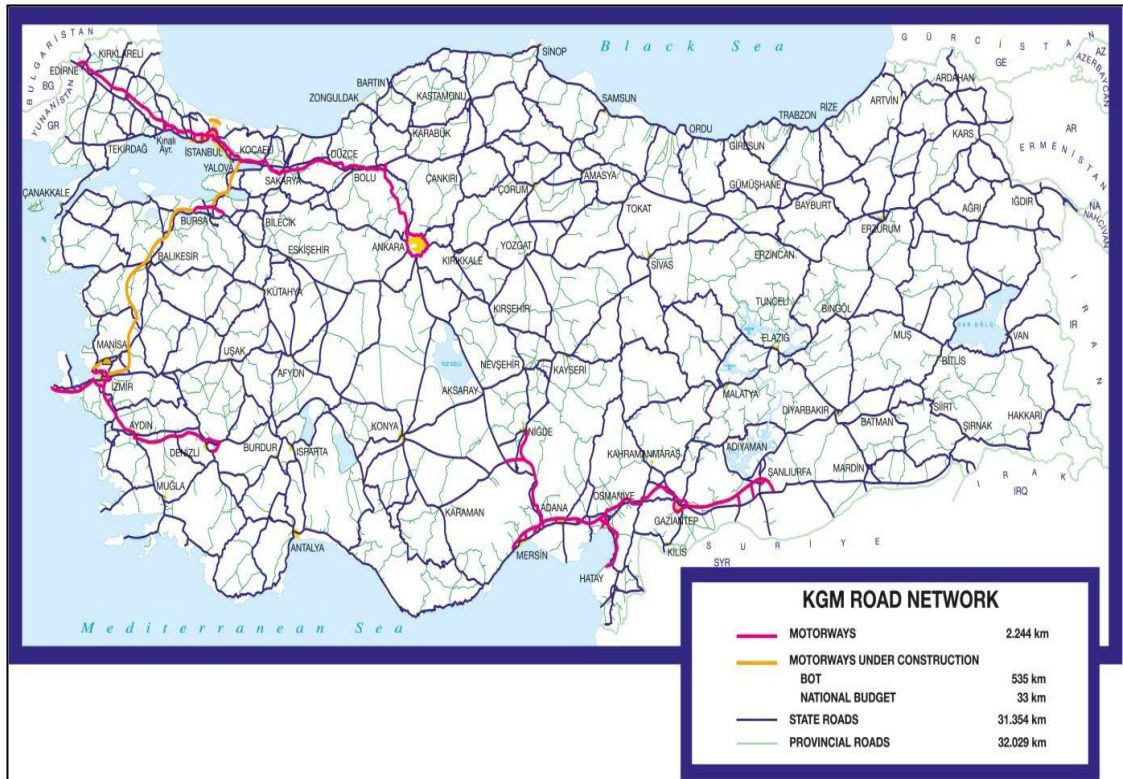 Black Sea
BULGARİSTAN
BG
YUNANİSTAN
GR
GÜRCİSTAN
GE
AZ
AZERBAYCAN
AR
ERMENİSTAN
NA
NAHCIVAN
İRAN
IR
IRAK
IRQ
SURİYE
SYR
Mediterranean Sea
KIRKLARELİ
EDİRNE
TEKİRDAĞ
Kınalı
Ayr.
İSTANBUL
KOCAELİ
YALOVA
SAKARYA
DÜZCE
BOLU
ZONGULDAK
BARTIN
KARABÜK
KASTAMONU
SİNOP
ÇANKIRI
ÇORUM
SAMSUN
AMASYA
TOKAT
ORDU
GİRESUN
TRABZON
RİZE
ARTVİN
ARDAHAN
KARS
GÜMÜŞHANE
BAYBURT
ERZURUM
AĞRI
IĞDIR
ÇANAKKALE
BURSA
BİLECİK
BALIKESİR
ESKİŞEHİR
KÜTAHYA
ANKARA
KIRIKKALE
YOZGAT
SİVAS
ERZİNCAN
TUNCELİ
BİNGÖL
MUŞ
VAN GÖLÜ
VAN
BİTLİS
ELAZIĞ
MANİSA
İZMİR
UŞAK
AFYON
KIRŞEHİR
TUZ GÖLÜ
NEVŞEHİR
KAYSERİ
AKSARAY
MALATYA
DİYARBAKIR
BATMAN
SİİRT
ŞIRNAK
HAKKARİ
AYDIN
DENİZLİ
BURDUR
ISPARTA
KONYA
NİĞDE
KAHRAMANMARAŞ
ADIYAMAN
ŞANLIURFA
MARDİN
MUĞLA
ANTALYA
KARAMAN
MERSİN
ADANA
OSMANİYE
GAZİANTEP
KİLİS
HATAY
KGM ROAD NETWORK
MOTORWAYS 2.244 km
MOTORWAYS UNDER CONSTRUCTION
BOT 535 km
NATIONAL BUDGET 33 km
STATE ROADS 31.354 km
PROVINCIAL ROADS 32.029 km